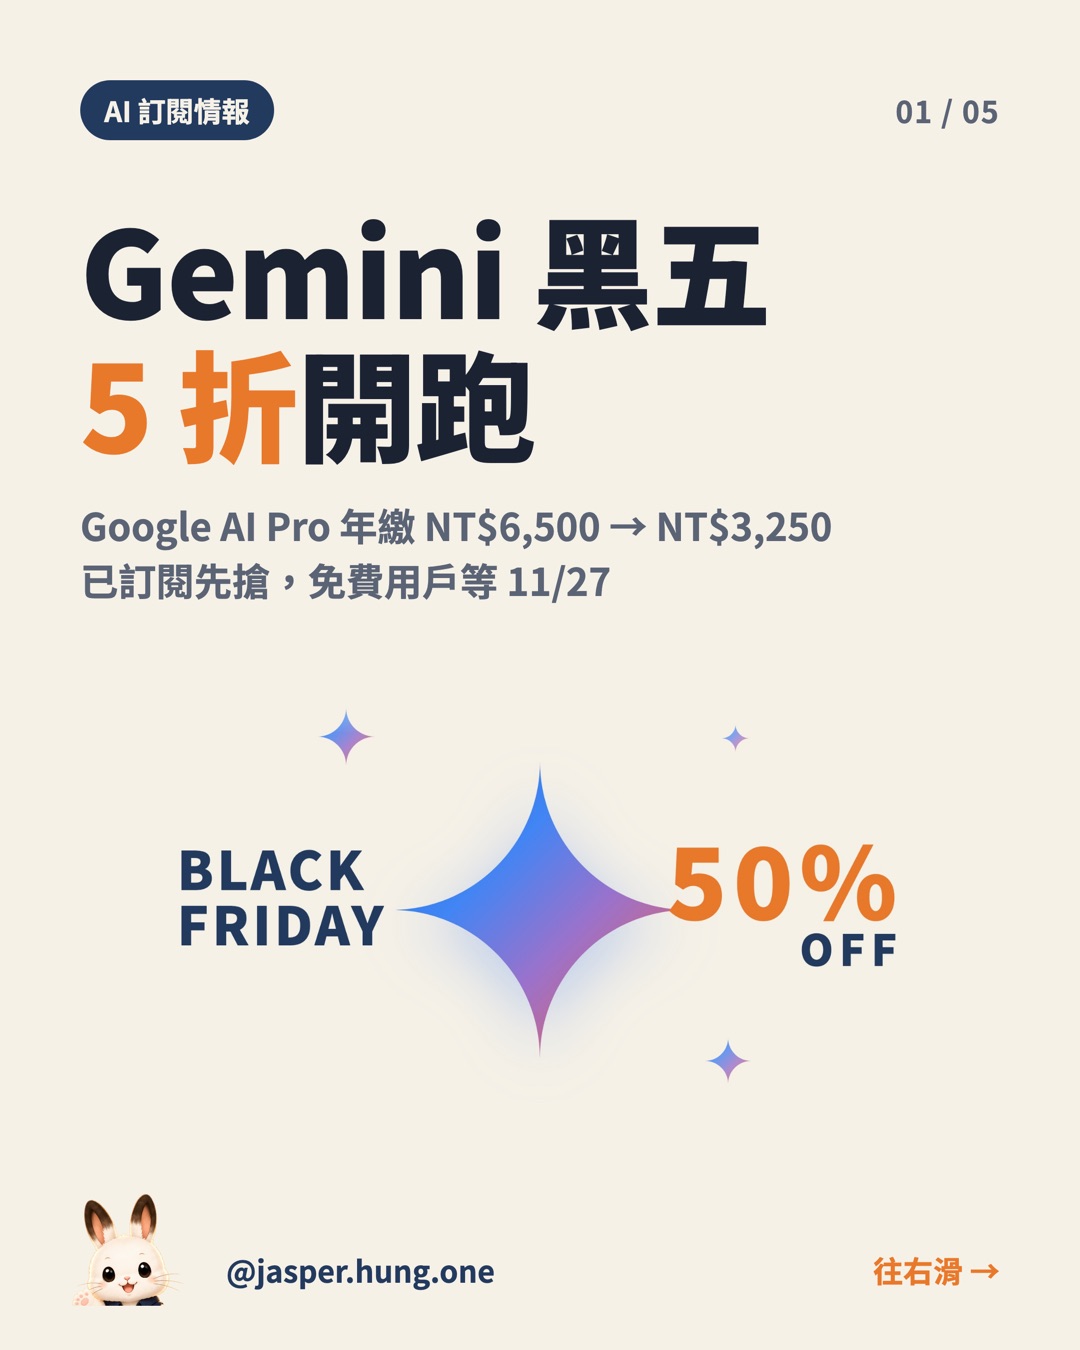 AI 訂閱情報
01 / 05
Gemini 黑五
5 折開跑
Google AI Pro 年繳 NT$6,500 → NT$3,250
已訂閱先搶，免費用戶等 11/27
BLACK
FRIDAY
50%
OFF
@jasper.hung.one
往右滑 →